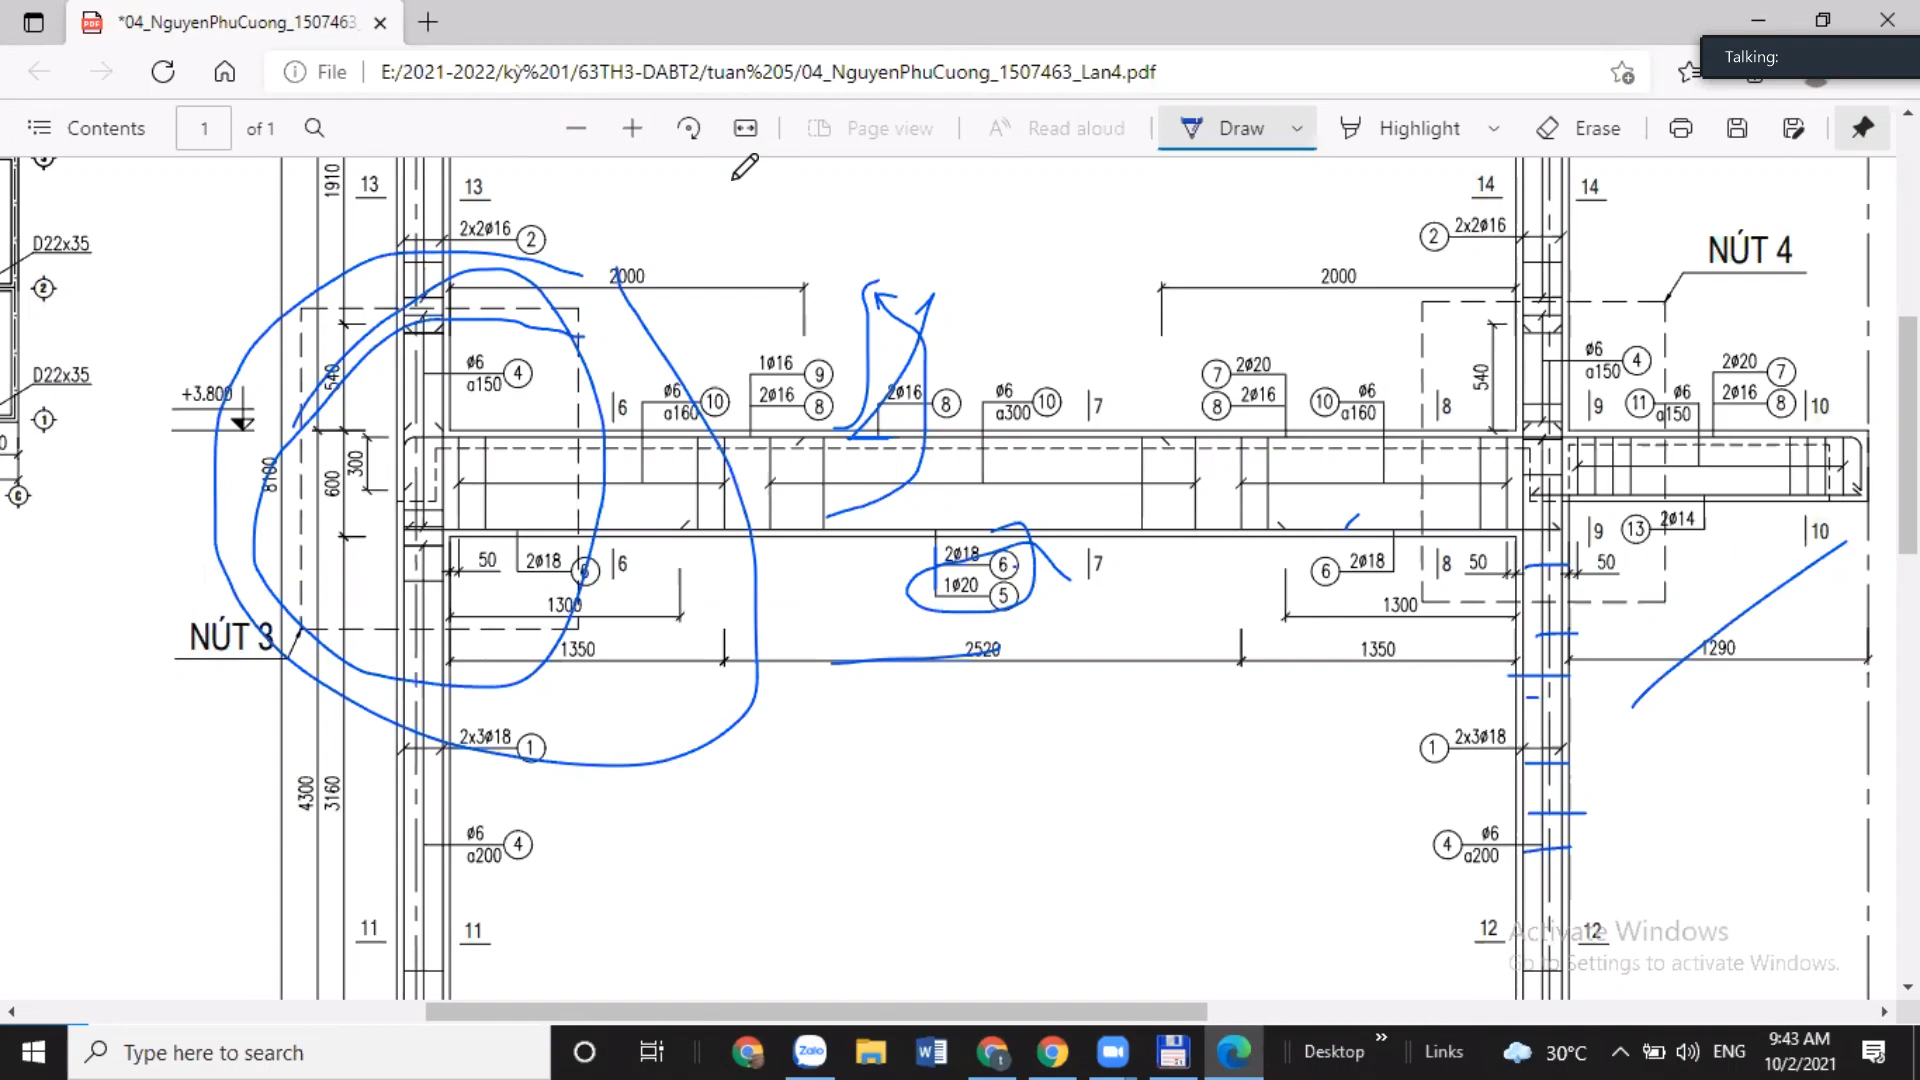 *04_NguyenPhuCuong_1507463_
Talking:
File
E:/2021-2022/kỳ%201/63TH3-DABT2/tuan%205/04_NguyenPhuCuong_1507463_Lan4.pdf
Contents
1
of 1
Page view
Read aloud
Draw
Highlight
Erase
1910
13
13
14
14
D22x35
2x2ø16
2
2
2x2ø16
NÚT 4
2
2000
2000
D22x35
540
ø6
a150
4
1ø16
9
2ø16
8
7
2ø20
8
2ø16
540
ø6
a150
4
2ø20
7
2ø16
8
+3.800
1
6
ø6
a160
10
2ø16
8
ø6
a300
10
7
10
ø6
a160
8
9
11
ø6
a150
10
8100
600
300
C
50
2ø18
6
6
2ø18
6
1ø20
5
7
6
2ø18
8
50
50
9
13
2ø14
10
1300
1300
NÚT 3
1350
2520
1350
1290
2x3ø18
1
1
2x3ø18
4300
3160
ø6
a200
4
4
ø6
a200
11
11
12
12
Activate Windows
Go to Settings to activate Windows.
Type here to search
Zalo
Desktop
Links
30°C
ENG
9:43 AM
10/2/2021